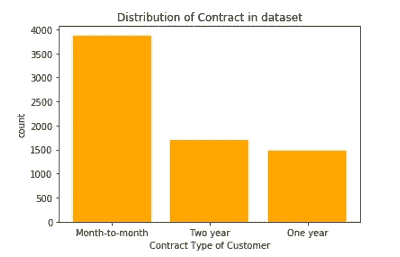 Distribution of Contract in dataset
4000
3500
3000
2500
2000
1500
1000
500
0
count
Month-to-month Two year One year
Contract Type of Customer